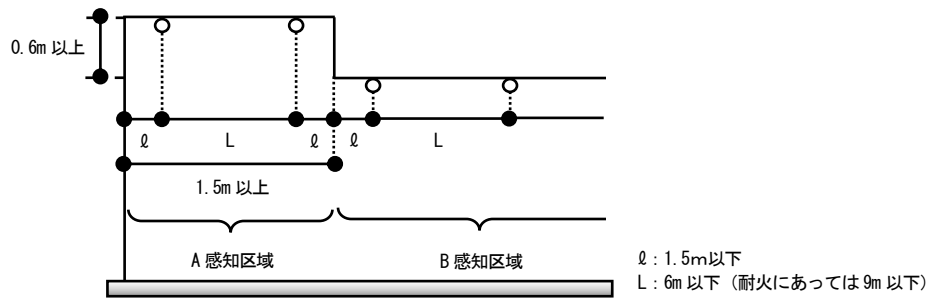 0.6m 以上
ℓ L ℓ ℓ L
1.5m 以上
A 感知区域 B 感知区域
ℓ：1.5ｍ以下
L：6m 以下（耐火にあっては 9m 以下）